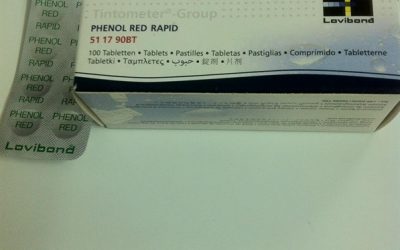 Tintometer® Group
Lovibond
PHENOL RED RAPID
51 17 90BT
100 Tabletten • Tablets • Pastilles • Tabletas • Pastiglias • Comprimido • Tabletterne
Tabletki • Ταμπλετες • حبوب • 錠剤 • 片剂
PHENOL
RED
RAPID
PHENOL
RED
RAPID
PHENOL
RED
PHENOL
RED
Lovibond